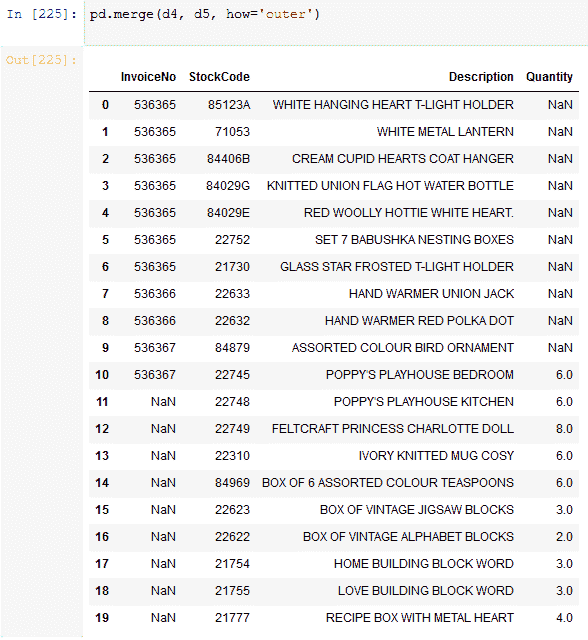 In [225]: pd.merge(d4, d5, how='outer')
Out[225]:
InvoiceNo StockCode Description Quantity
0 536365 85123A WHITE HANGING HEART T-LIGHT HOLDER NaN
1 536365 71053 WHITE METAL LANTERN NaN
2 536365 84406B CREAM CUPID HEARTS COAT HANGER NaN
3 536365 84029G KNITTED UNION FLAG HOT WATER BOTTLE NaN
4 536365 84029E RED WOOLLY HOTTIE WHITE HEART. NaN
5 536365 22752 SET 7 BABUSHKA NESTING BOXES NaN
6 536365 21730 GLASS STAR FROSTED T-LIGHT HOLDER NaN
7 536366 22633 HAND WARMER UNION JACK NaN
8 536366 22632 HAND WARMER RED POLKA DOT NaN
9 536367 84879 ASSORTED COLOUR BIRD ORNAMENT NaN
10 536367 22745 POPPY'S PLAYHOUSE BEDROOM 6.0
11 NaN 22748 POPPY'S PLAYHOUSE KITCHEN 6.0
12 NaN 22749 FELTCRAFT PRINCESS CHARLOTTE DOLL 8.0
13 NaN 22310 IVORY KNITTED MUG COSY 6.0
14 NaN 84969 BOX OF 6 ASSORTED COLOUR TEASPOONS 6.0
15 NaN 22623 BOX OF VINTAGE JIGSAW BLOCKS 3.0
16 NaN 22622 BOX OF VINTAGE ALPHABET BLOCKS 2.0
17 NaN 21754 HOME BUILDING BLOCK WORD 3.0
18 NaN 21755 LOVE BUILDING BLOCK WORD 3.0
19 NaN 21777 RECIPE BOX WITH METAL HEART 4.0